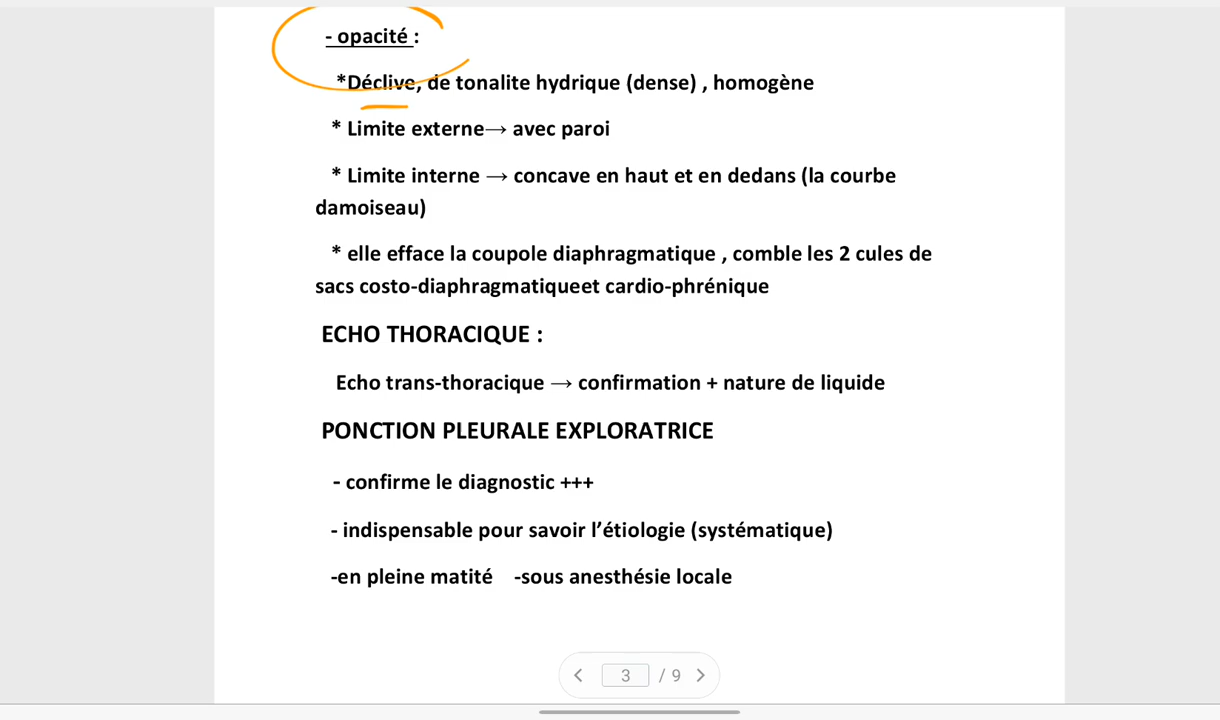 - opacité :
*Déclive, de tonalite hydrique (dense) , homogène
* Limite externe→ avec paroi
* Limite interne → concave en haut et en dedans (la courbe
damoiseau)
* elle efface la coupole diaphragmatique , comble les 2 cules de
sacs costo-diaphragmatiqueet cardio-phrénique
ECHO THORACIQUE :
Echo trans-thoracique → confirmation + nature de liquide
PONCTION PLEURALE EXPLORATRICE
- confirme le diagnostic +++
- indispensable pour savoir l’étiologie (systématique)
-en pleine matité -sous anesthésie locale
3 / 9